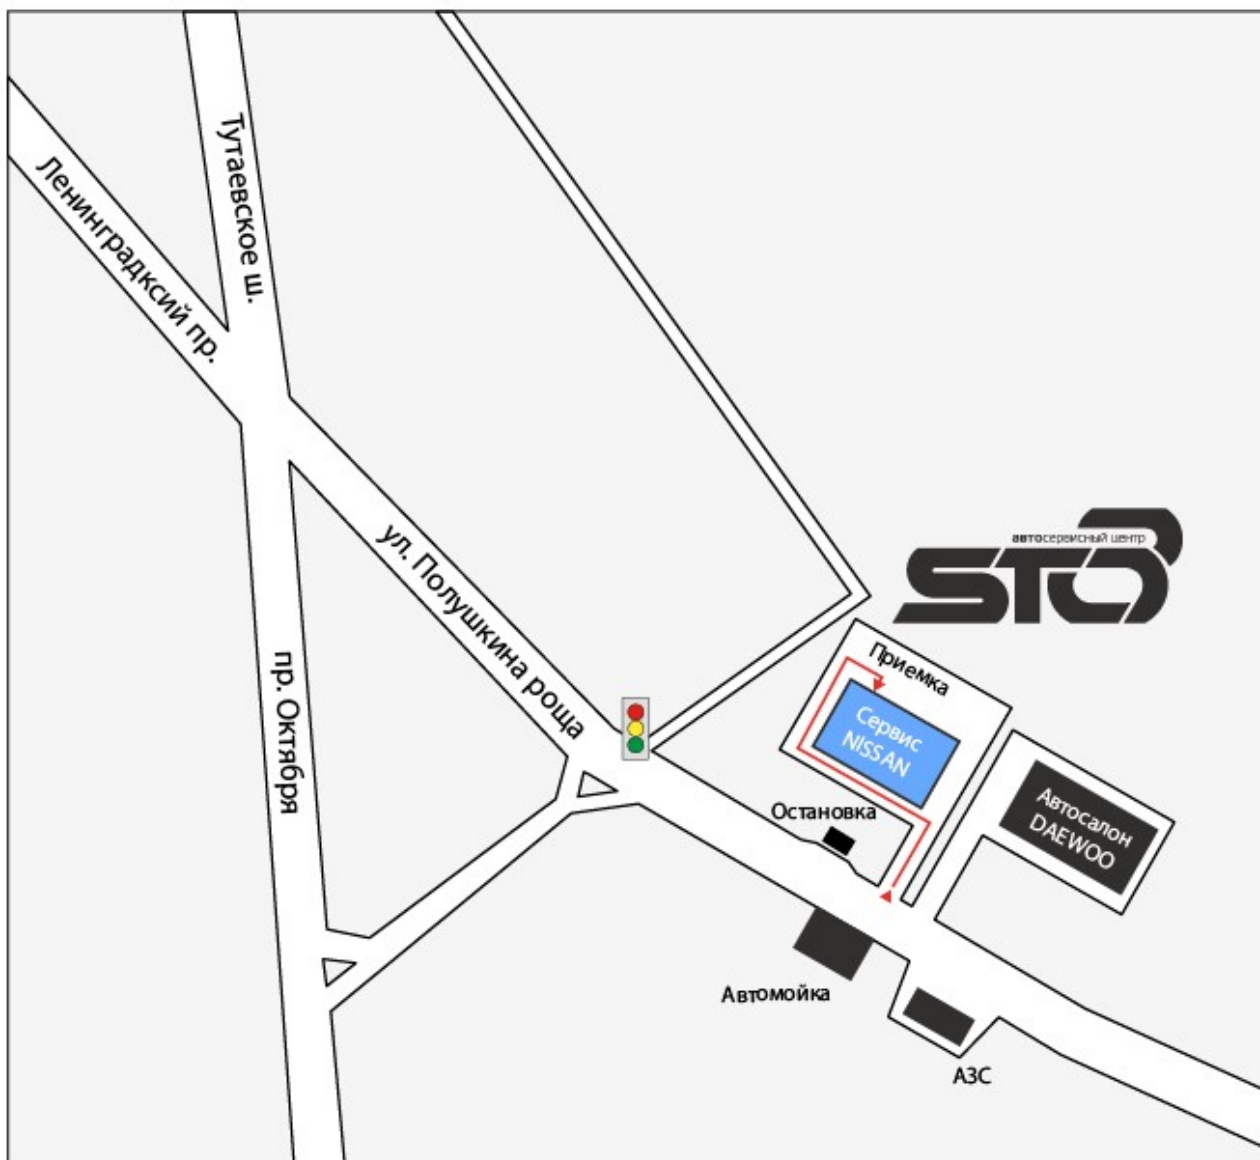 Тутаевское ш.
Ленинградксий пр.
ул. Полушкина роща
пр. Октября
автосервисный центр
STO
Приемка
Сервис
NISSAN
Автосалон
DAEWOO
Остановка
Автомойка
АЗС